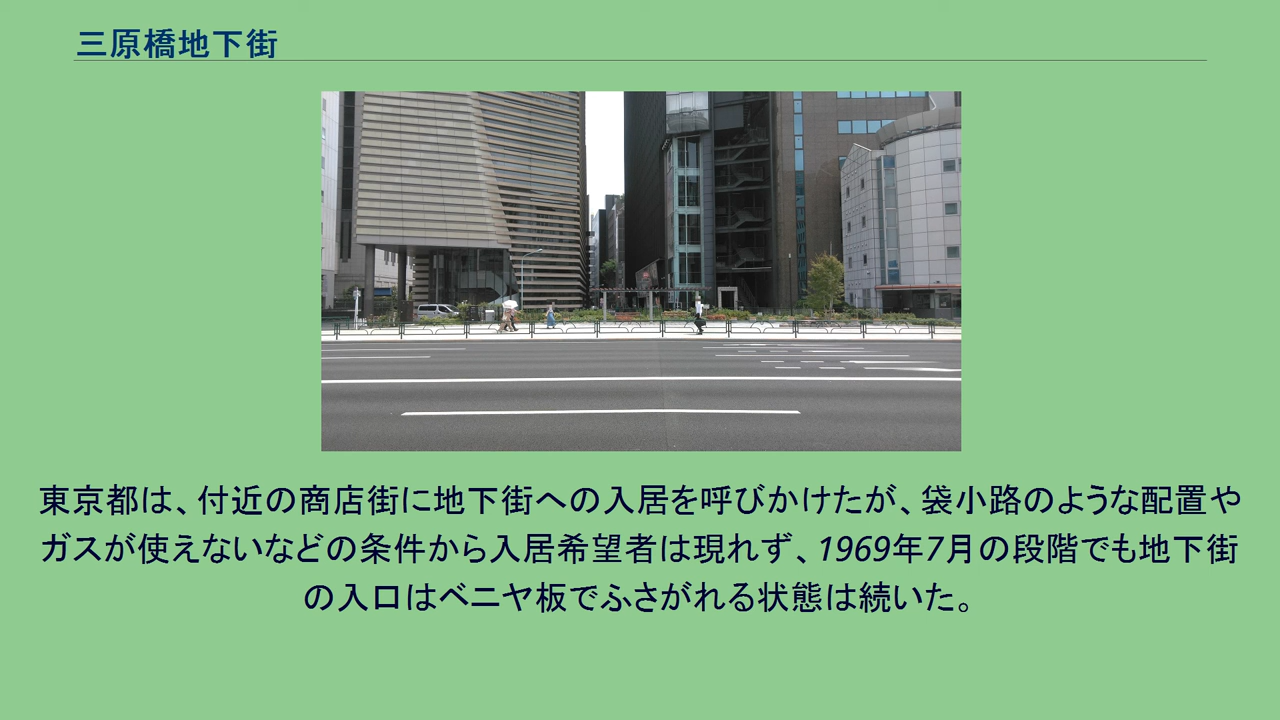 三原橋地下街
東京都は、付近の商店街に地下街への入居を呼びかけたが、袋小路のような配置や
ガスが使えないなどの条件から入居希望者は現れず、1969年7月の段階でも地下街
の入口はベニヤ板でふさがれる状態は続いた。